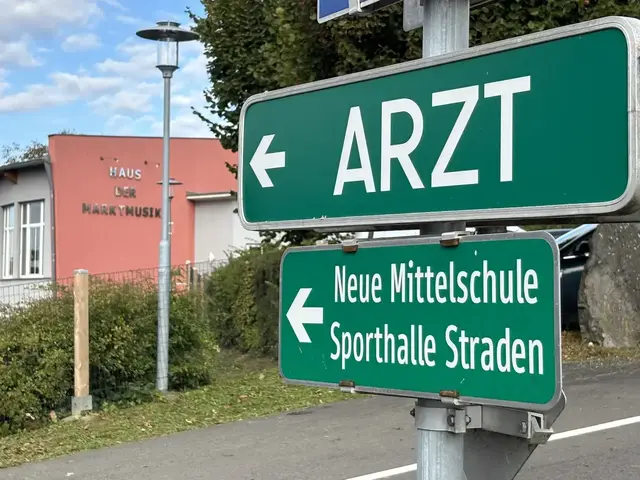 HAUS
DER
MARKTMUSIK
ARZT
Neue Mittelschule
Sporthalle Straden